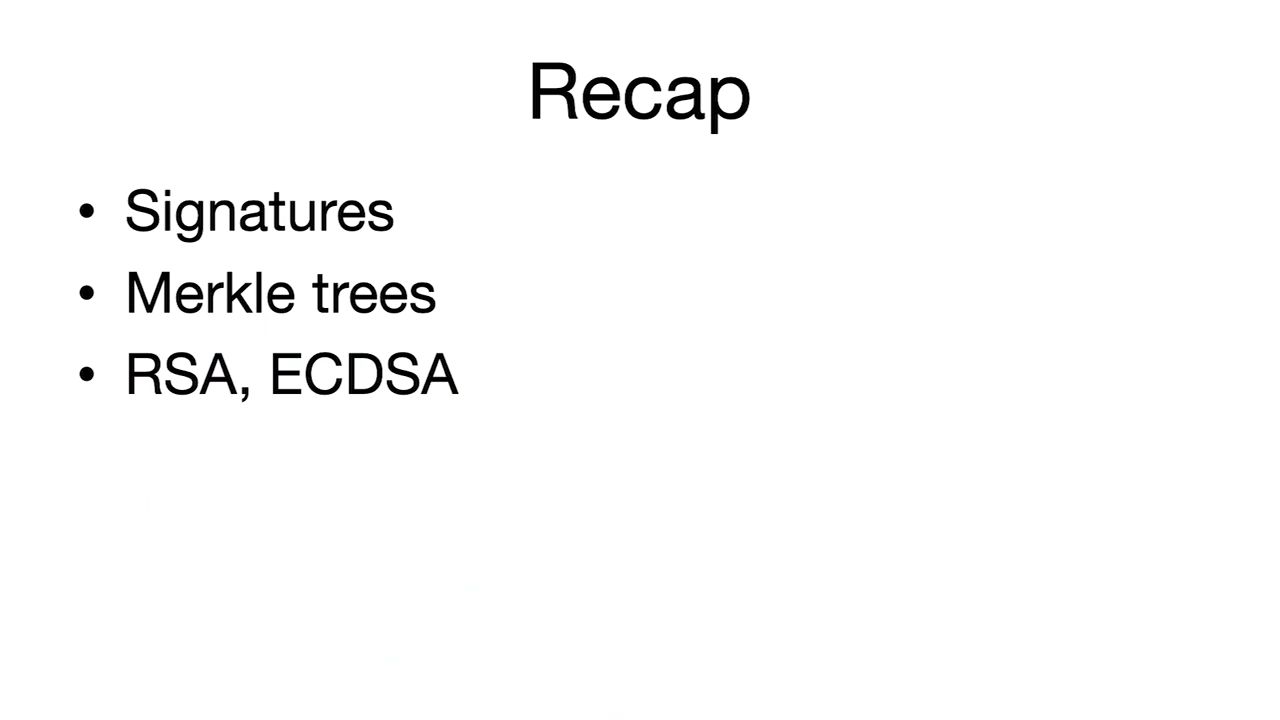 Recap
• Signatures
• Merkle trees
• RSA, ECDSA